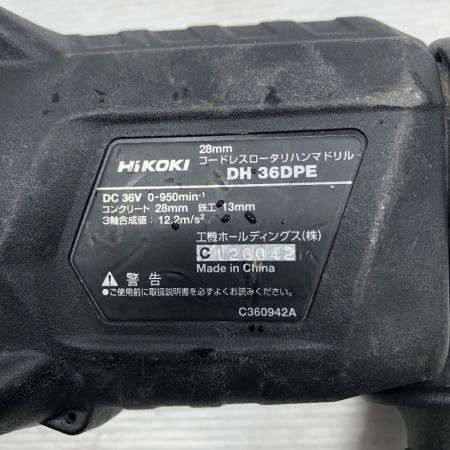 28mm
HiKOKI
コードレスロータリハンマドリル
DH 36DPE
DC 36V 0-950min-1
コンクリート 28mm 鉄工 13mm
3軸合成値：12.2m/s2
工機ホールディングス(株)
C120042
Made in China
警告
●ご使用前に取扱説明書を必ずよくお読みください。
C360942A